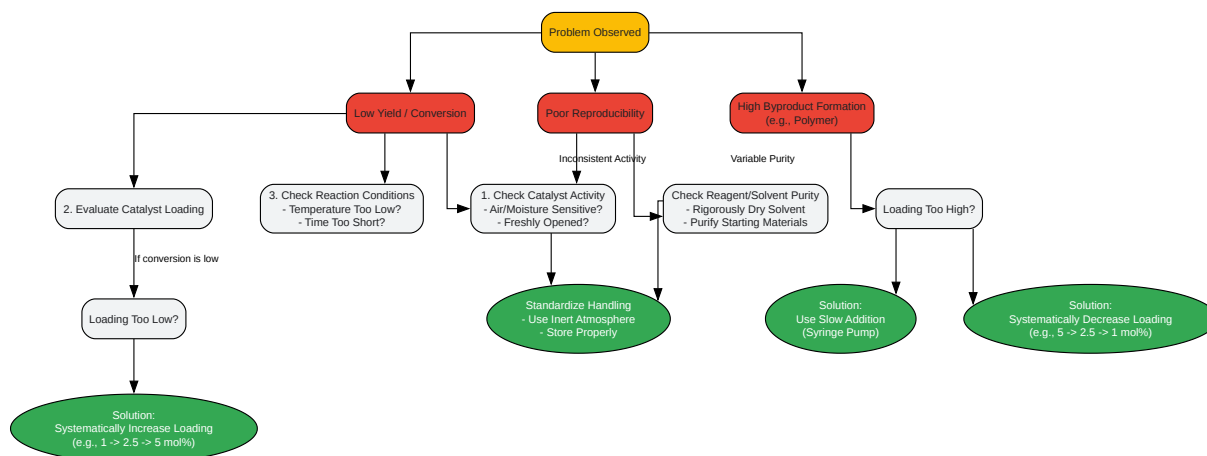 Problem Observed
Low Yield / Conversion
Poor Reproducibility
High Byproduct Formation
(e.g., Polymer)
Inconsistent Activity
Variable Purity
2. Evaluate Catalyst Loading
3. Check Reaction Conditions
- Temperature Too Low?
- Time Too Short?
1. Check Catalyst Activity
- Air/Moisture Sensitive?
- Freshly Opened?
Check Reagent/Solvent Purity
- Rigorously Dry Solvent
- Purify Starting Materials
Loading Too High?
If conversion is low
Loading Too Low?
Standardize Handling
- Use Inert Atmosphere
- Store Properly
Solution:
Use Slow Addition
(Syringe Pump)
Solution:
Systematically Decrease Loading
(e.g., 5 -> 2.5 -> 1 mol%)
Solution:
Systematically Increase Loading
(e.g., 1 -> 2.5 -> 5 mol%)